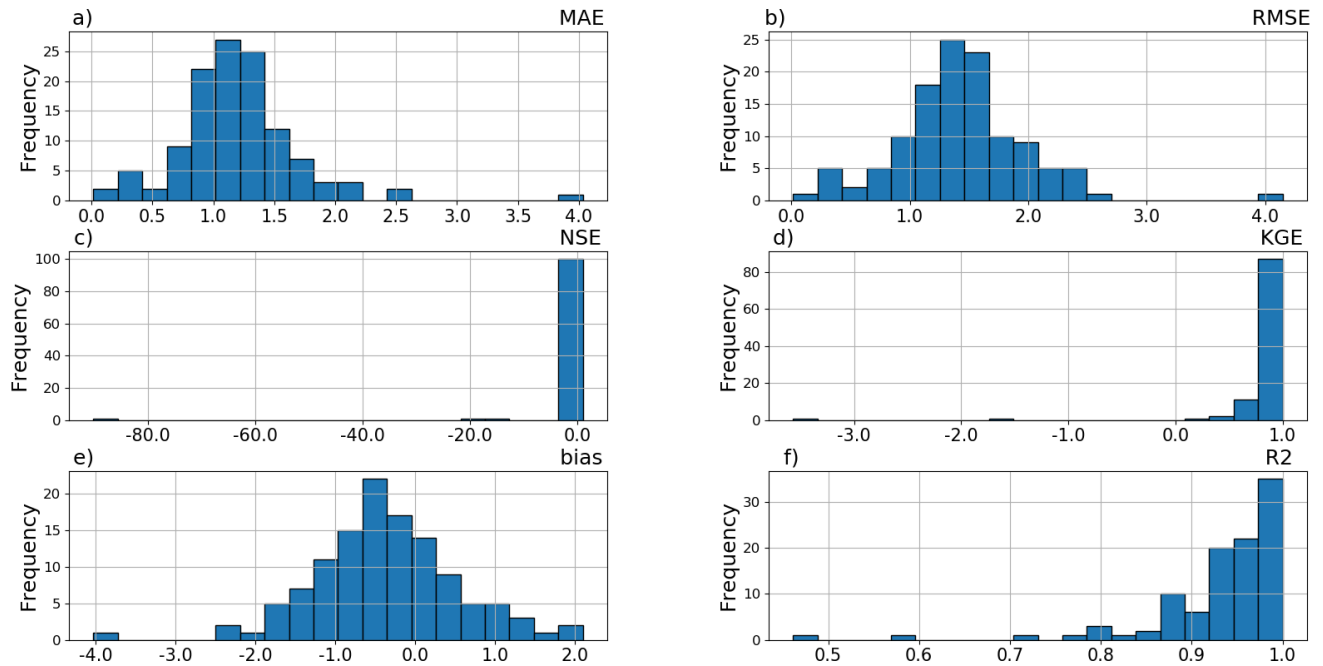 a) MAE
Frequency
25
20
15
10
5
0
0.0 0.5 1.0 1.5 2.0 2.5 3.0 3.5 4.0
b) RMSE
Frequency
25
20
15
10
5
0
0.0 1.0 2.0 3.0 4.0
c) NSE
Frequency
100
80
60
40
20
0
-80.0 -60.0 -40.0 -20.0 0.0
d) KGE
Frequency
80
60
40
20
0
-3.0 -2.0 -1.0 0.0 1.0
e) bias
Frequency
20
15
10
5
0
-4.0 -3.0 -2.0 -1.0 0.0 1.0 2.0
f) R2
Frequency
30
20
10
0
0.5 0.6 0.7 0.8 0.9 1.0